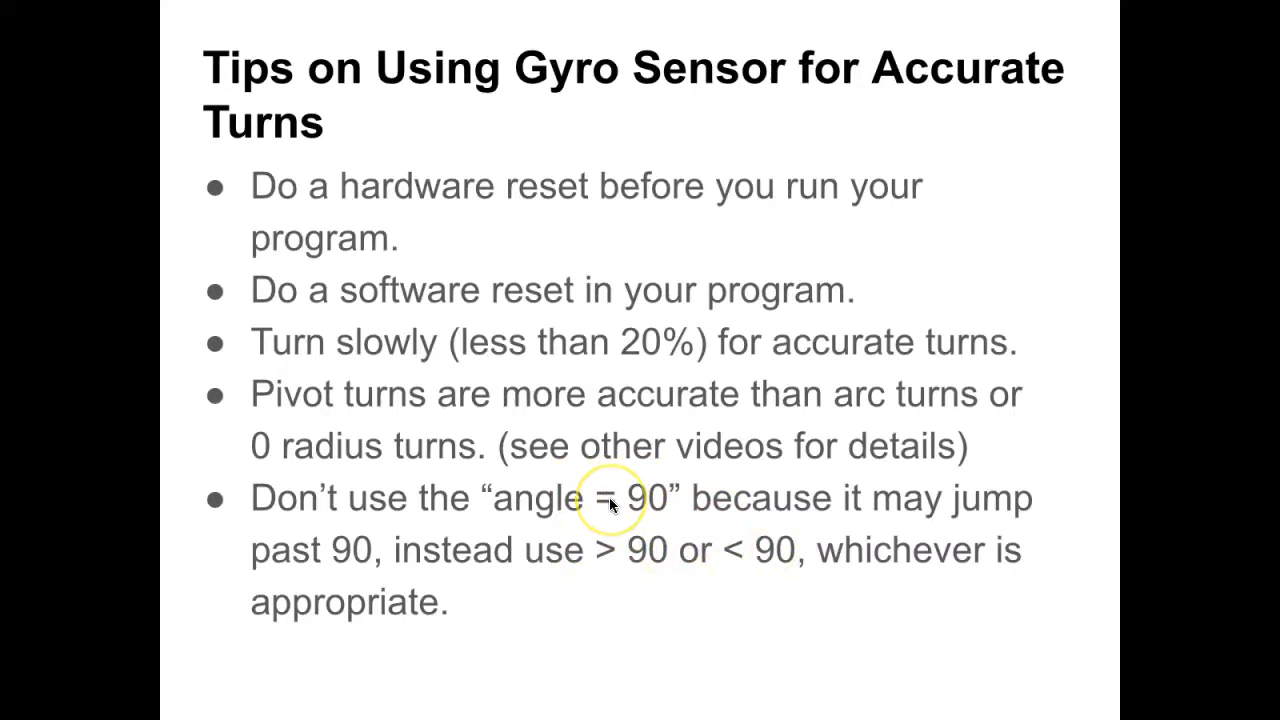 Tips on Using Gyro Sensor for Accurate
Turns
● Do a hardware reset before you run your
program.
● Do a software reset in your program.
● Turn slowly (less than 20%) for accurate turns.
● Pivot turns are more accurate than arc turns or
0 radius turns. (see other videos for details)
● Don’t use the “angle = 90” because it may jump
past 90, instead use > 90 or < 90, whichever is
appropriate.